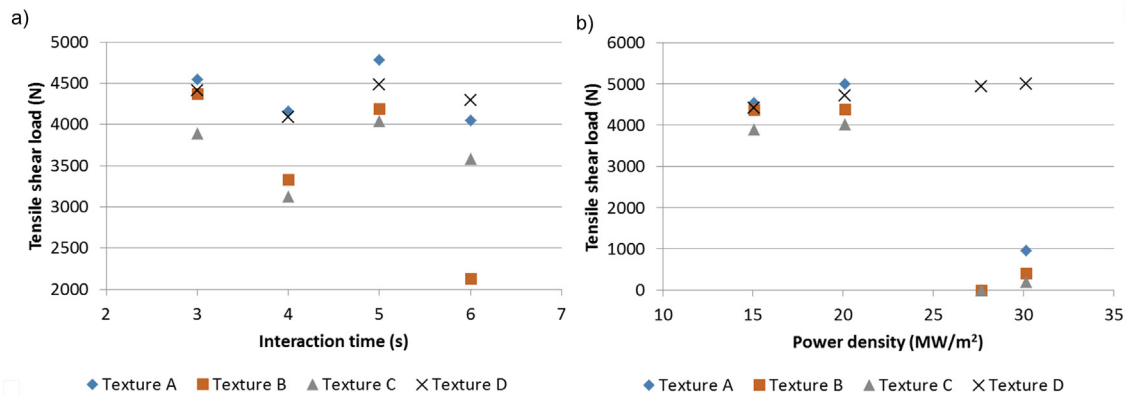 a)
5000
4500
4000
3500
3000
2500
2000
Tensile shear load (N)
2 3 4 5 6 7
Interaction time (s)
Texture A Texture B Texture C Texture D
b)
6000
5000
4000
3000
2000
1000
0
Tensile shear load (N)
10 15 20 25 30 35
Power density (MW/m²)
Texture A Texture B Texture C Texture D